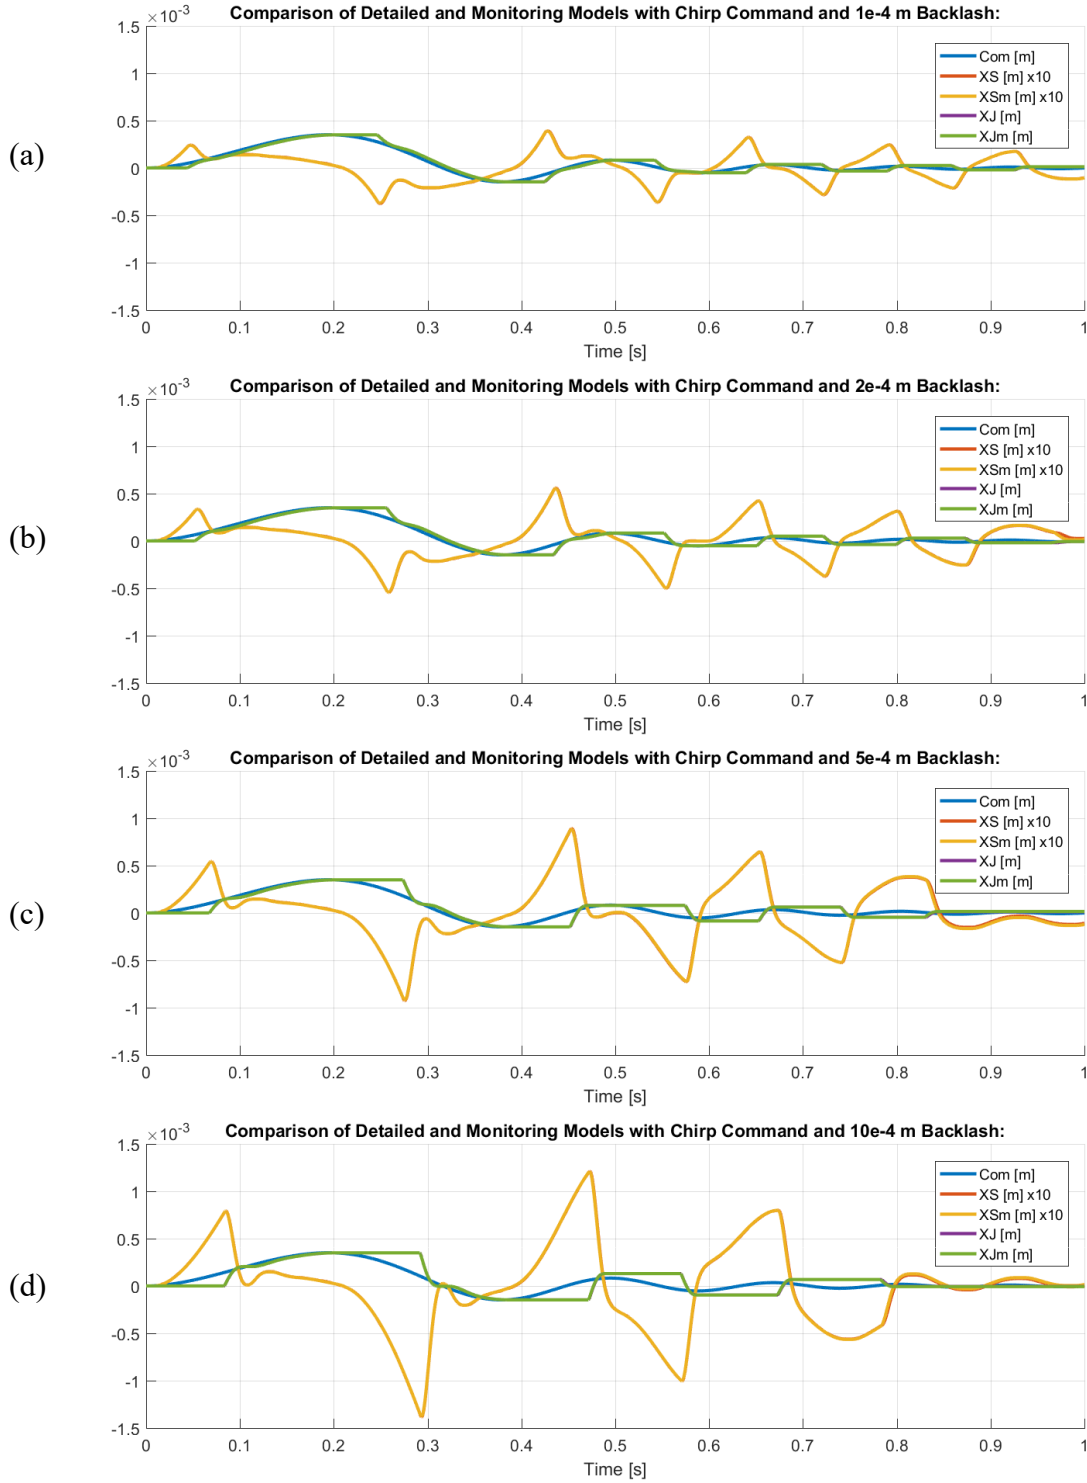 Comparison of Detailed and Monitoring Models with Chirp Command and 1e-4 m Backlash:
×10⁻³
1.5
1
0.5
0
-0.5
-1
-1.5
(a)
Com [m]
XS [m] x10
XSm [m] x10
XJ [m]
XJm [m]
0 0.1 0.2 0.3 0.4 0.5 0.6 0.7 0.8 0.9 1
Time [s]
Comparison of Detailed and Monitoring Models with Chirp Command and 2e-4 m Backlash:
×10⁻³
1.5
1
0.5
0
-0.5
-1
-1.5
(b)
Com [m]
XS [m] x10
XSm [m] x10
XJ [m]
XJm [m]
0 0.1 0.2 0.3 0.4 0.5 0.6 0.7 0.8 0.9 1
Time [s]
Comparison of Detailed and Monitoring Models with Chirp Command and 5e-4 m Backlash:
×10⁻³
1.5
1
0.5
0
-0.5
-1
-1.5
(c)
Com [m]
XS [m] x10
XSm [m] x10
XJ [m]
XJm [m]
0 0.1 0.2 0.3 0.4 0.5 0.6 0.7 0.8 0.9 1
Time [s]
Comparison of Detailed and Monitoring Models with Chirp Command and 10e-4 m Backlash:
×10⁻³
1.5
1
0.5
0
-0.5
-1
-1.5
(d)
Com [m]
XS [m] x10
XSm [m] x10
XJ [m]
XJm [m]
0 0.1 0.2 0.3 0.4 0.5 0.6 0.7 0.8 0.9 1
Time [s]